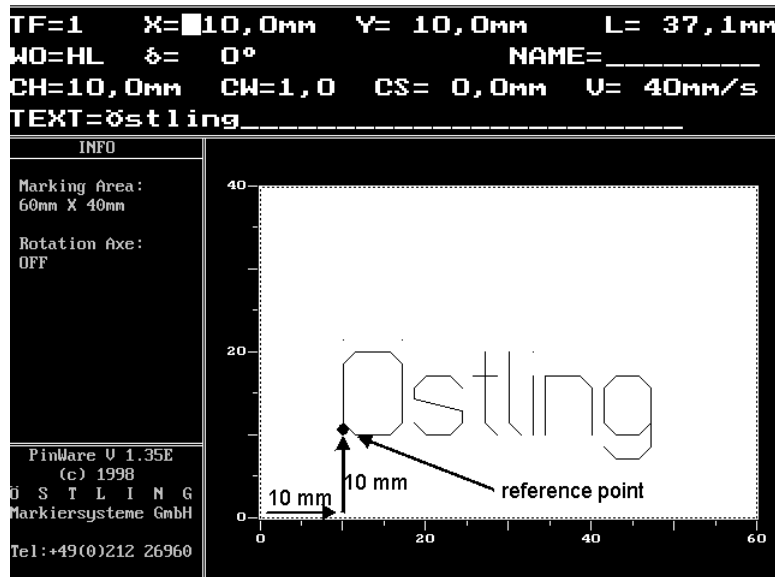 TF=1 X= 10,0mm Y= 10,0mm L= 37,1mm
WO=HL δ= 0° NAME=________
CH=10,0mm CW=1,0 CS= 0,0mm V= 40mm/s
TEXT=östling__________________________
INFO
Marking Area:
60mm X 40mm
Rotation Axe:
OFF
40
20
Östling
10 mm
10 mm
reference point
0
0 20 40 60
PinWare V 1.35E
(c) 1998
Ö S T L I N G
Markiersysteme GmbH
Tel:+49(0)212 26960